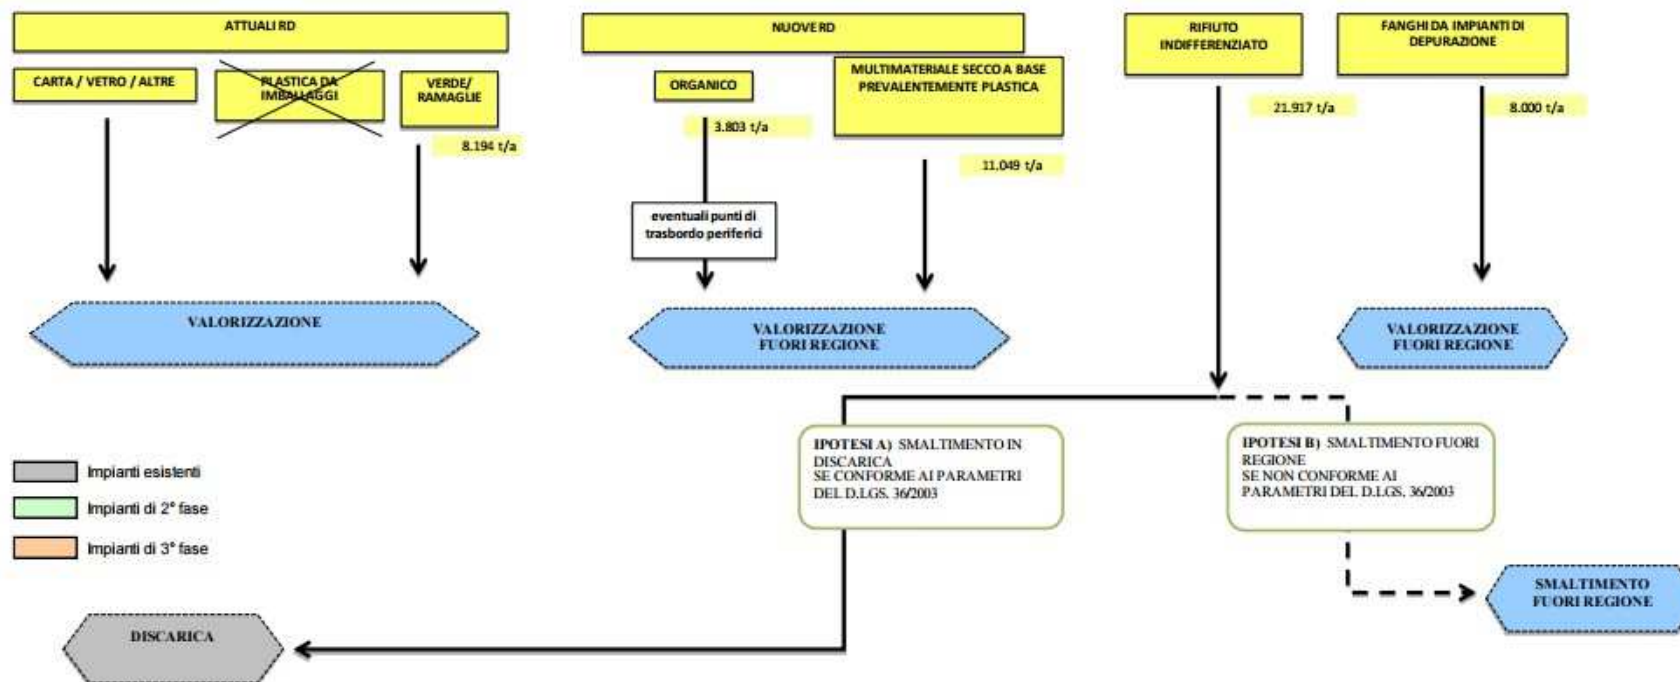 ATTUALI RD
NUOVE RD
RIFIUTO
INDIFFERENZIATO
FANGHI DA IMPIANTI DI
DEPURAZIONE
CARTA / VETRO / ALTRE
PLASTICA DA
IMBALLAGGI
VERDE/
RAMAGLIE
ORGANICO
MULTIMATERIALE SECCO A BASE
PREVALENTEMENTE PLASTICA
8.194 t/a
3.803 t/a
11.049 t/a
21.917 t/a
8.000 t/a
eventuali punti di
trasbordo periferici
VALORIZZAZIONE
VALORIZZAZIONE
FUORI REGIONE
VALORIZZAZIONE
FUORI REGIONE
IPOTESI A) SMALTIMENTO IN
DISCARICA
SE CONFORME AI PARAMETRI
DEL D.LGS. 36/2003
IPOTESI B) SMALTIMENTO FUORI
REGIONE
SE NON CONFORME AI
PARAMETRI DEL D.LGS. 36/2003
Impianti esistenti
Impianti di 2° fase
Impianti di 3° fase
SMALTIMENTO
FUORI REGIONE
DISCARICA